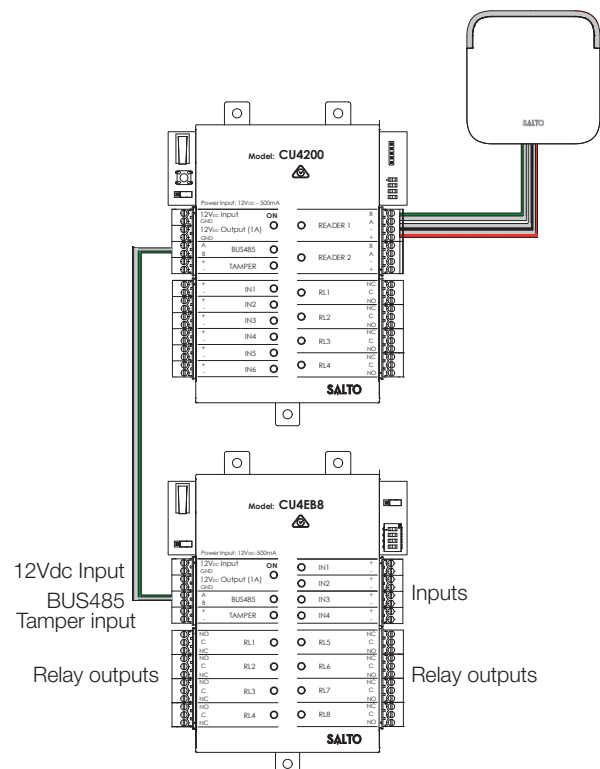 SALTO
Model: CU4200
Power Input: 12VDC - 500mA
12VDC Input ON
GND
12VDC Output (1A)
GND
A
B BUS485
+
- TAMPER
+
- IN1
+
- IN2
+
- IN3
+
- IN4
+
- IN5
+
- IN6
B
A
-
+
READER 1
B
A
-
+
READER 2
RL1 NC
C
NO
RL2 NC
C
NO
RL3 NC
C
NO
RL4 NC
C
NO
SALTO
Model: CU4EB8
Power Input: 12VDC-500mA
12VDC Input ON
GND
12VDC Output (1A)
GND
A
B BUS485
+
- TAMPER
NO
C RL1
NC
NO
C RL2
NC
NO
C RL3
NC
NO
C RL4
NC
IN1 +
-
IN2 +
-
IN3 +
-
IN4 +
-
RL5 NC
C
NO
RL6 NC
C
NO
RL7 NC
C
NO
RL8 NC
C
NO
SALTO
12Vdc Input
BUS485
Tamper input
Relay outputs
Inputs
Relay outputs